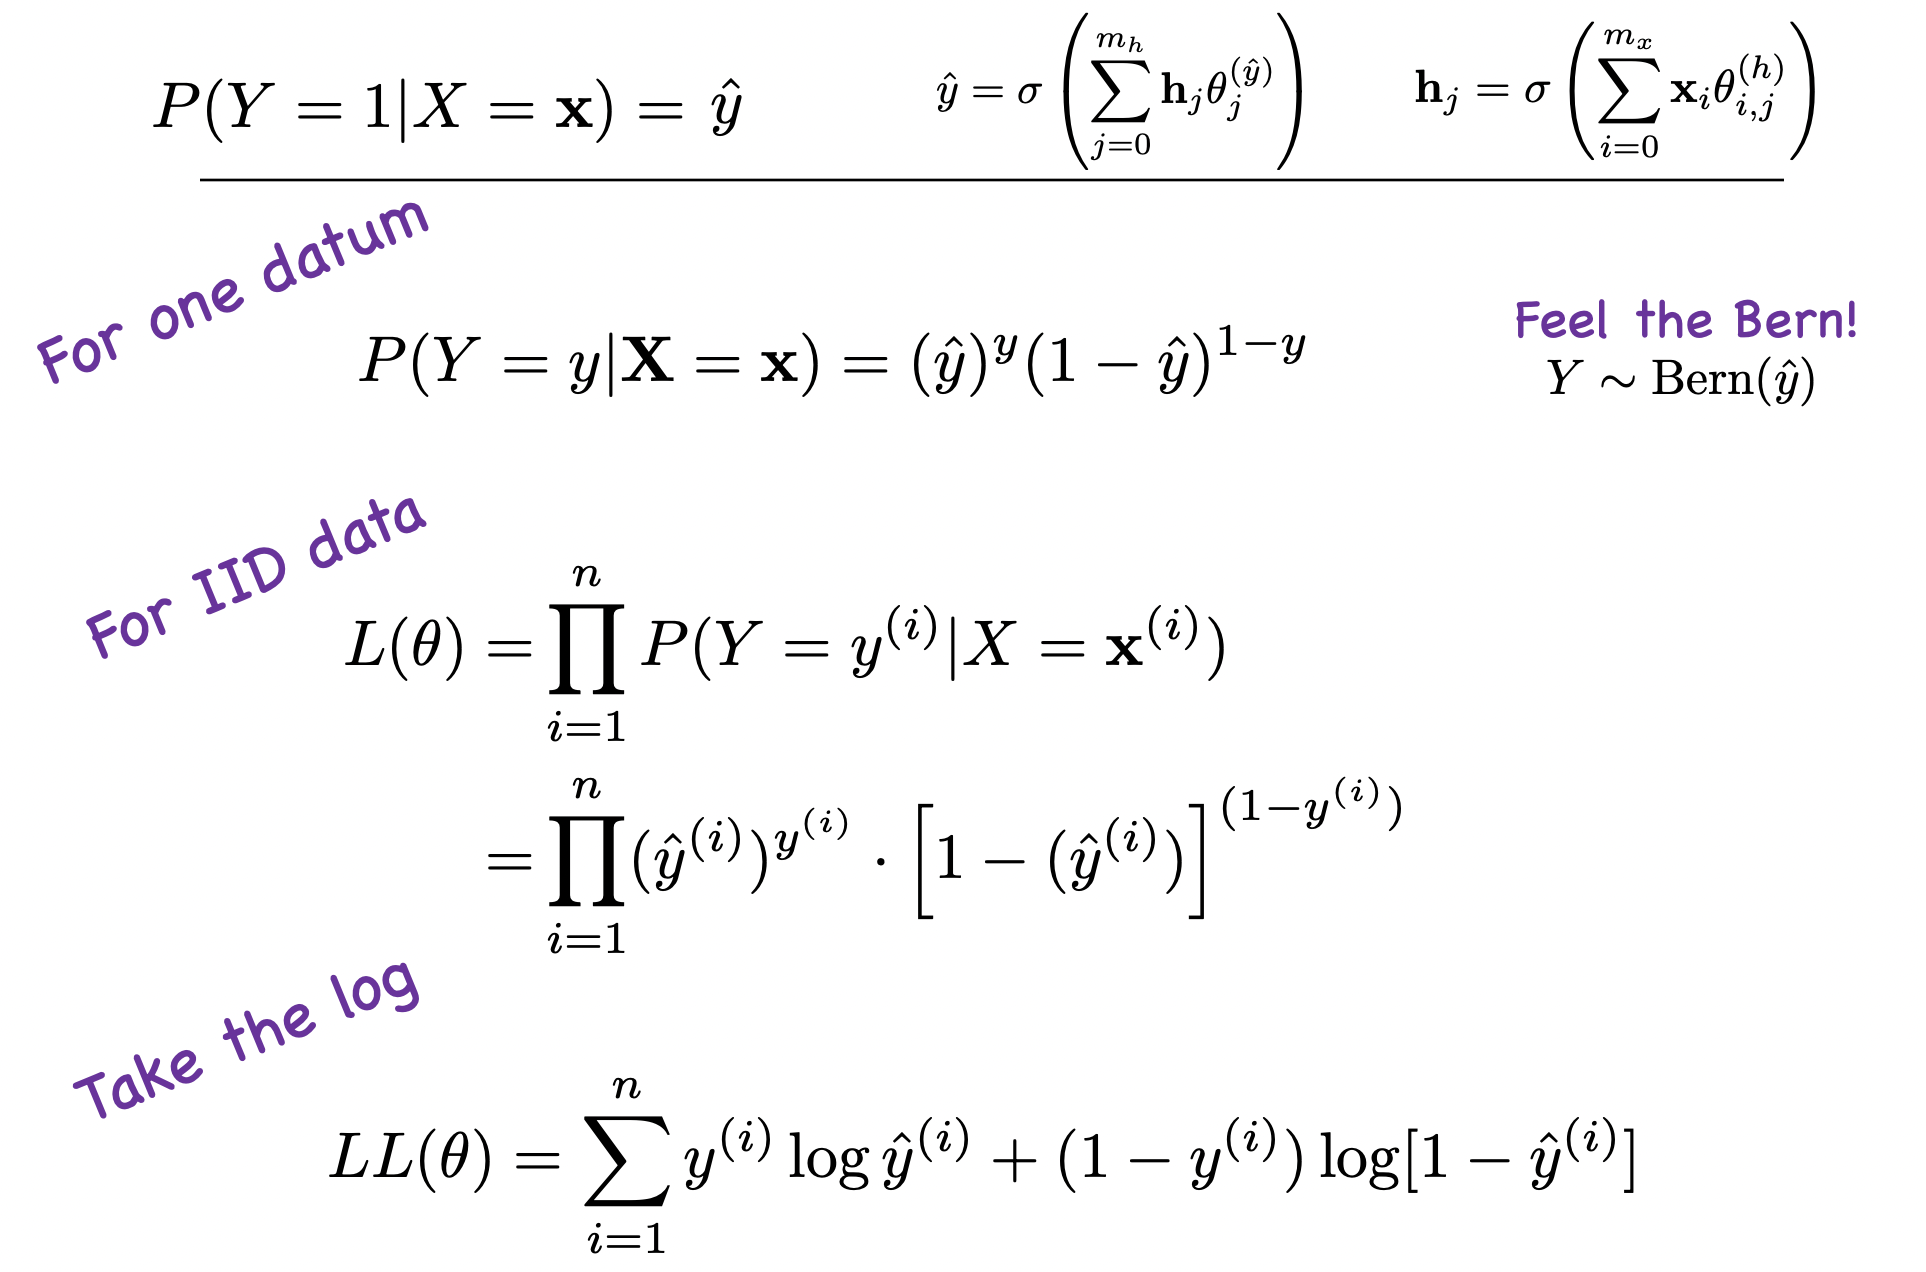 P(Y = 1|X = x) = ŷ    ŷ = σ(∑_{j=0}^{m_h} h_j θ_j^{(ŷ)})    h_j = σ(∑_{i=0}^{m_x} x_i θ_{i,j}^{(h)})
For one datum
Feel the Bern!
P(Y = y|X = x) = (ŷ)^y (1 − ŷ)^{1−y}
Y ∼ Bern(ŷ)
For IID data
L(θ) = ∏_{i=1}^{n} P(Y = y^{(i)}|X = x^{(i)})
= ∏_{i=1}^{n} (ŷ^{(i)})^{y^{(i)}} · [1 − (ŷ^{(i)})]^{(1−y^{(i)})}
Take the log
LL(θ) = ∑_{i=1}^{n} y^{(i)} log ŷ^{(i)} + (1 − y^{(i)}) log[1 − ŷ^{(i)}]